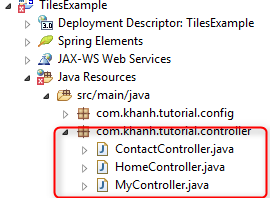 TilesExample
Deployment Descriptor: TilesExample
Spring Elements
JAX-WS Web Services
Java Resources
src/main/java
com.khanh.tutorial.config
com.khanh.tutorial.controller
ContactController.java
HomeController.java
MyController.java